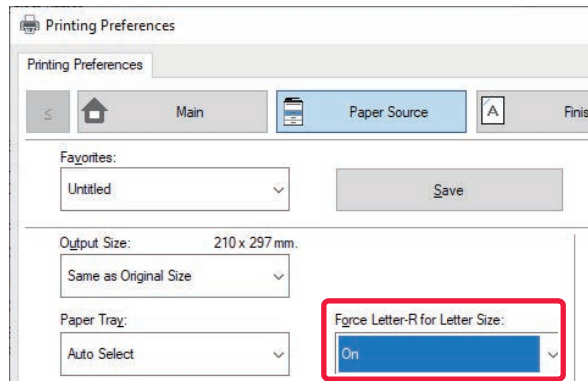 Printing Preferences
Printing Preferences
< Main Paper Source Finis
Favorites:
Untitled Save
Output Size: 210 x 297 mm.
Same as Original Size
Paper Tray: Force Letter-R for Letter Size:
Auto Select On